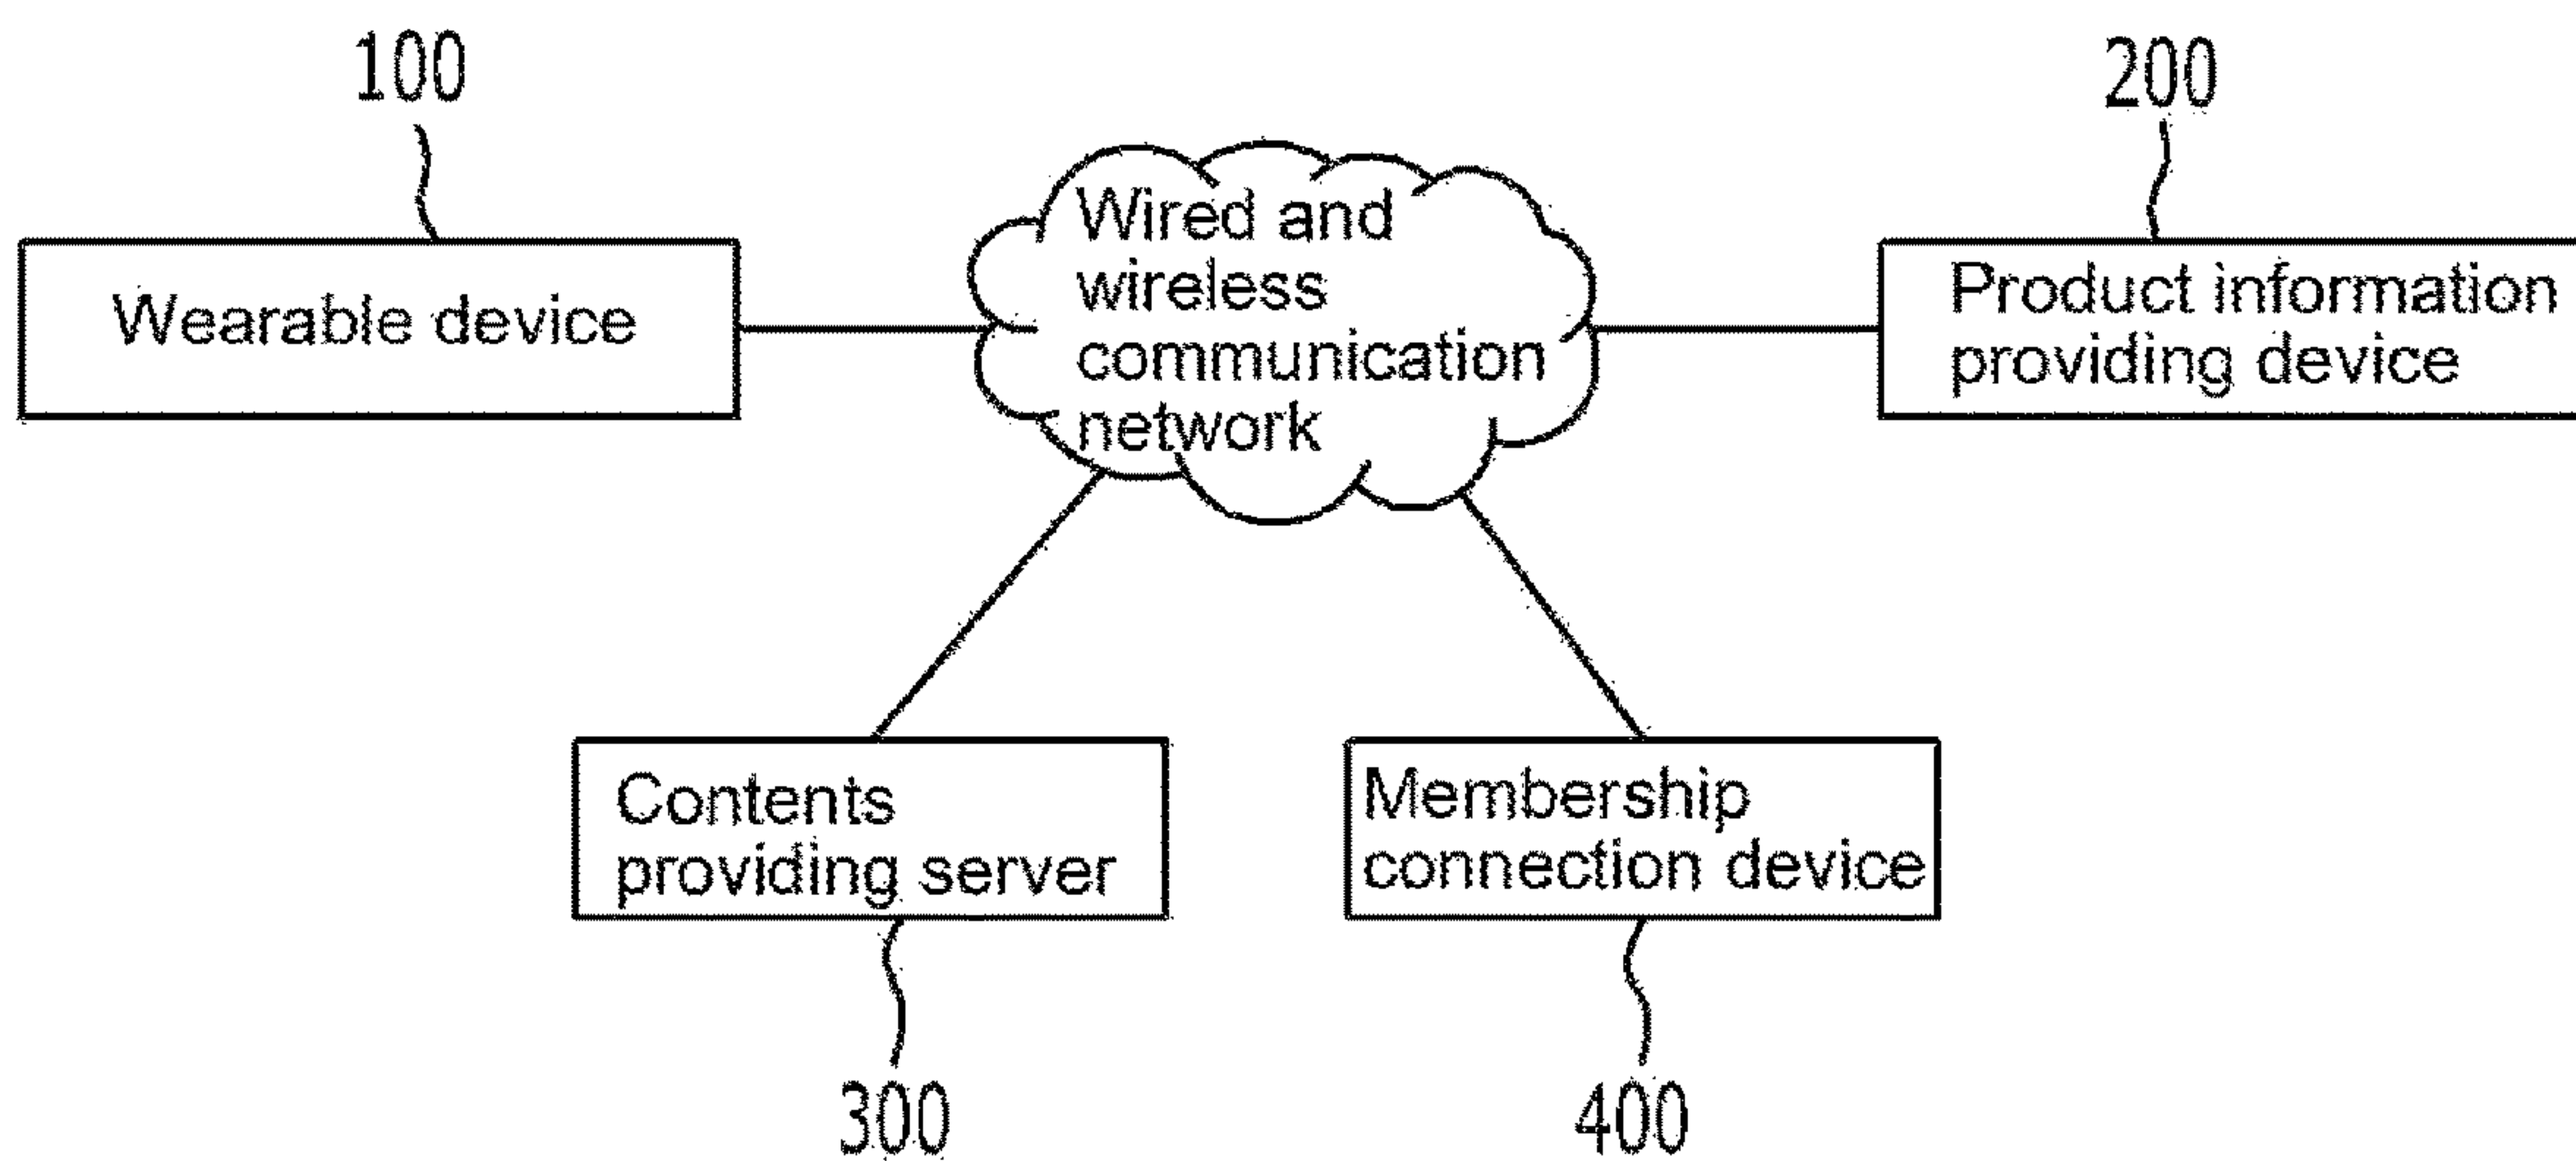 100
200
Wired and
wireless
communication
network
Wearable device
Product information
providing device
Contents
providing server
Membership
connection device
300
400